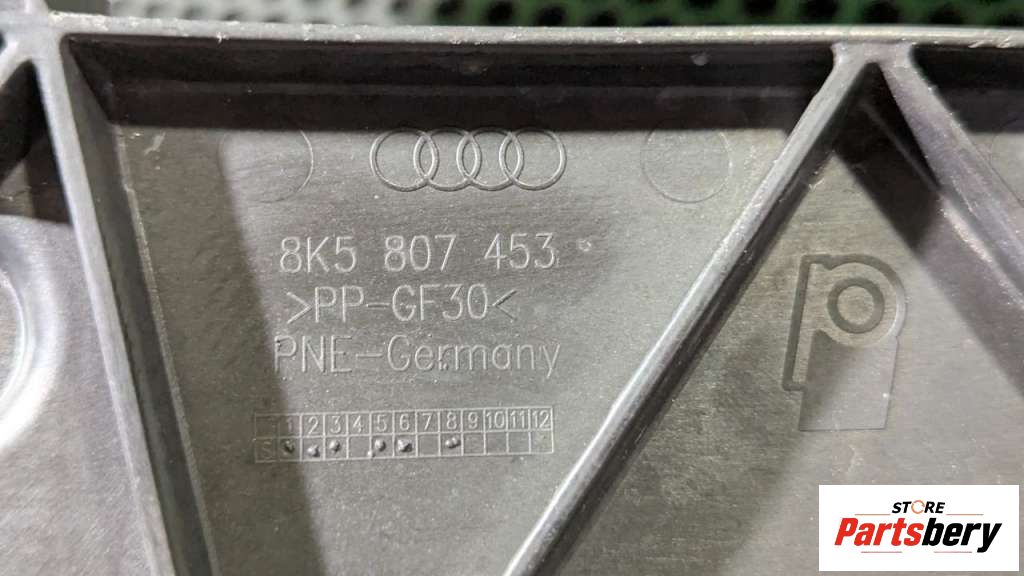 8K5 807 453
>PP-GF30<
PNE-Germany
1 2 3 4 5 6 7 8 9 10 11 12
S
p
STORE
Partsbery